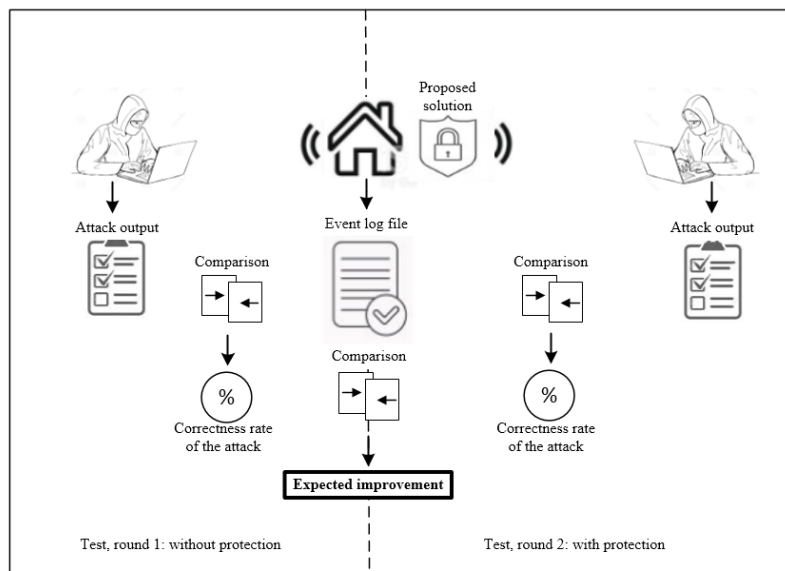 Proposed
solution
Attack output
Event log file
Attack output
Comparison
Comparison
Comparison
%
%
Correctness rate
of the attack
Correctness rate
of the attack
Expected improvement
Test, round 1: without protection
Test, round 2: with protection